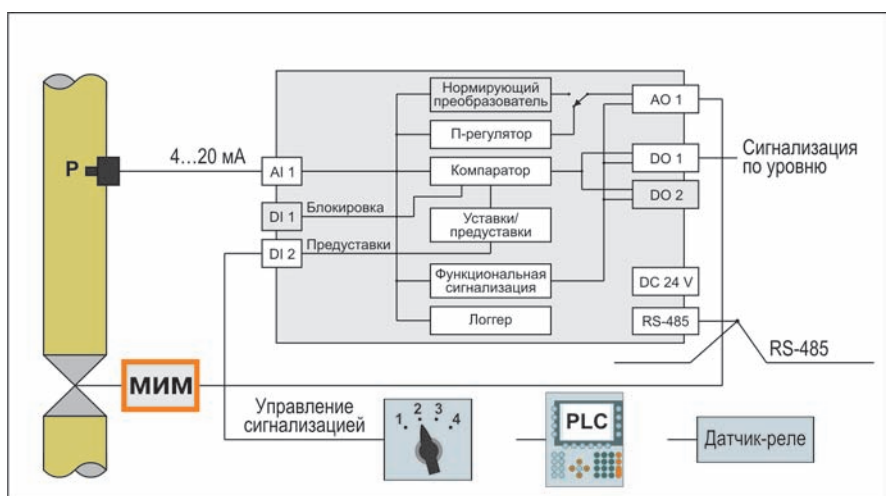 Нормирующий
преобразователь
AO 1
П-регулятор
P
4...20 мА
AI 1
Компаратор
DO 1
Сигнализация
по уровню
DO 2
DI 1
Блокировка
Уставки/
предуставки
DI 2
Предуставки
Функциональная
сигнализация
DC 24 V
Логгер
RS-485
RS-485
МИМ
Управление
сигнализацией
1 2 3 4
PLC
Датчик-реле